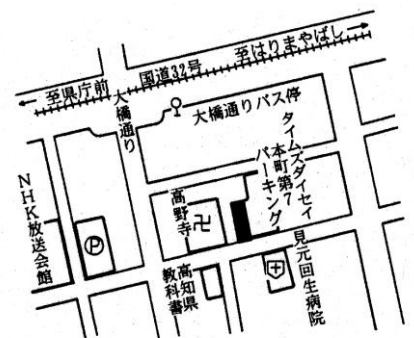 至県庁前
国道32号
至はりまやばし
大橋通り
大橋通りバス停
タイムズダイセイ
本町第7
パーキング
高野寺
卍
NHK放送会館
P
高知県
教科書
見元回生病院